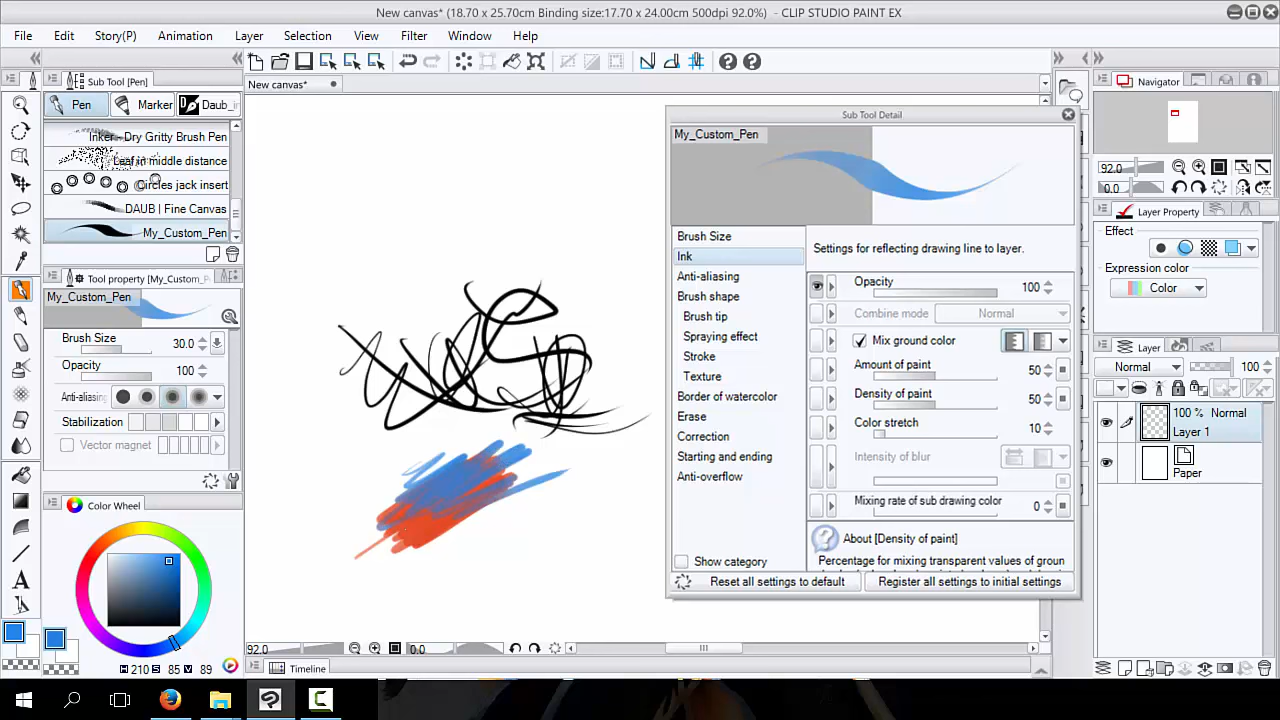 New canvas* (18.70 x 25.70cm Binding size:17.70 x 24.00cm 500dpi 92.0%) - CLIP STUDIO PAINT EX
File Edit Story(P) Animation Layer Selection View Filter Window Help
Sub Tool [Pen]
Pen Marker Daub_in
Inker - Dry Gritty Brush Pen
Leaf in middle distance
Circles jack insert
DAUB | Fine Canvas
My_Custom_Pen
Tool property [My_Custom_P
My_Custom_Pen
Brush Size 30.0
Opacity 100
Anti-aliasing
Stabilization
Vector magnet
Color Wheel
H 210 S 85 V 89
New canvas*
92.0 0.0
Timeline
Sub Tool Detail
My_Custom_Pen
Brush Size
Ink
Anti-aliasing
Brush shape
Brush tip
Spraying effect
Stroke
Texture
Border of watercolor
Erase
Correction
Starting and ending
Anti-overflow
Show category
Settings for reflecting drawing line to layer.
Opacity 100
Combine mode Normal
Mix ground color
Amount of paint 50
Density of paint 50
Color stretch 10
Intensity of blur
Mixing rate of sub drawing color 0
About [Density of paint]
Percentage for mixing transparent values of groun
Reset all settings to default
Register all settings to initial settings
Navigator
92.0
0.0
Layer Property
Effect
Expression color
Color
Layer
Normal 100
100 % Normal
Layer 1
Paper